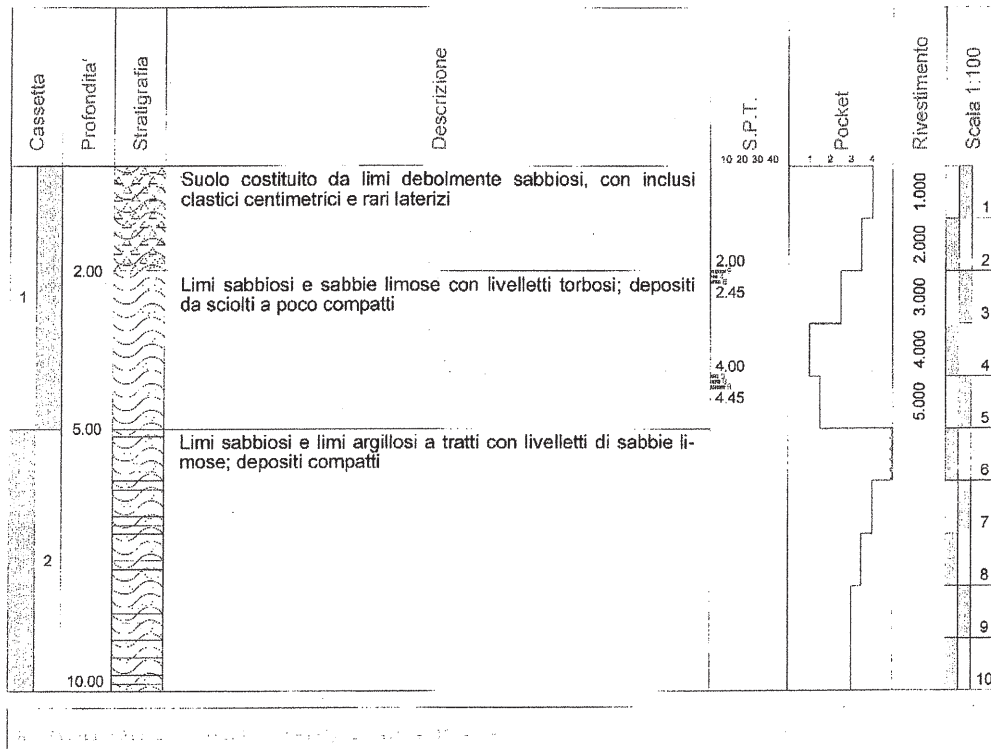 Cassetta
Profondita'
Stratigrafia
Descrizione
S.P.T.
10 20 30 40
Pocket
1 2 3 4
Rivestimento
Scala 1:100
Suolo costituito da limi debolmente sabbiosi, con inclusi
clastici centimetrici e rari laterizi
1.000
1
2.00
2.00
2.000
2
1
Limi sabbiosi e sabbie limose con livelletti torbosi; depositi
da sciolti a poco compatti
2.45
3.000
3
4.00
4.000
4
4.45
5.000
5.00
5
Limi sabbiosi e limi argillosi a tratti con livelletti di sabbie li-
mose; depositi compatti
6
7
2
8
9
10.00
10